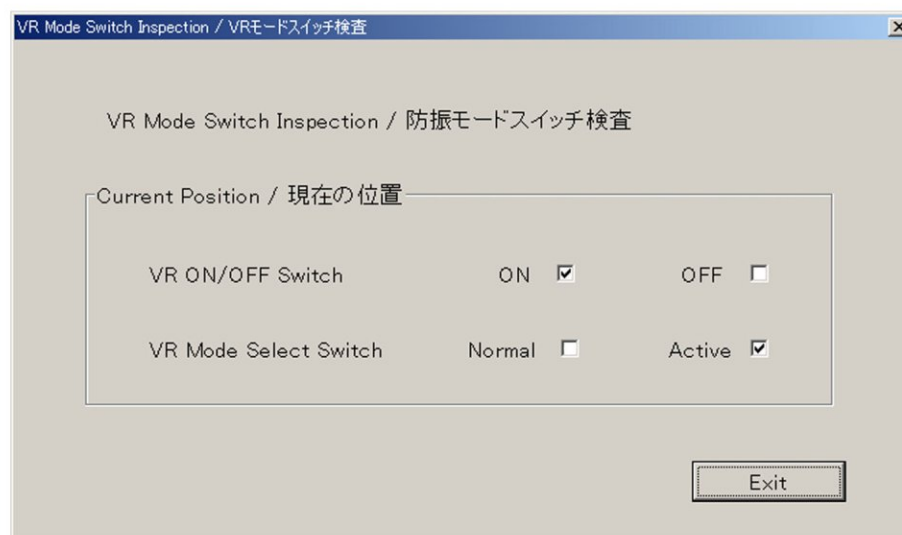 VR Mode Switch Inspection / VRモードスイッチ検査
VR Mode Switch Inspection / 防振モードスイッチ検査
Current Position / 現在の位置
VR ON/OFF Switch ON OFF
VR Mode Select Switch Normal Active
Exit